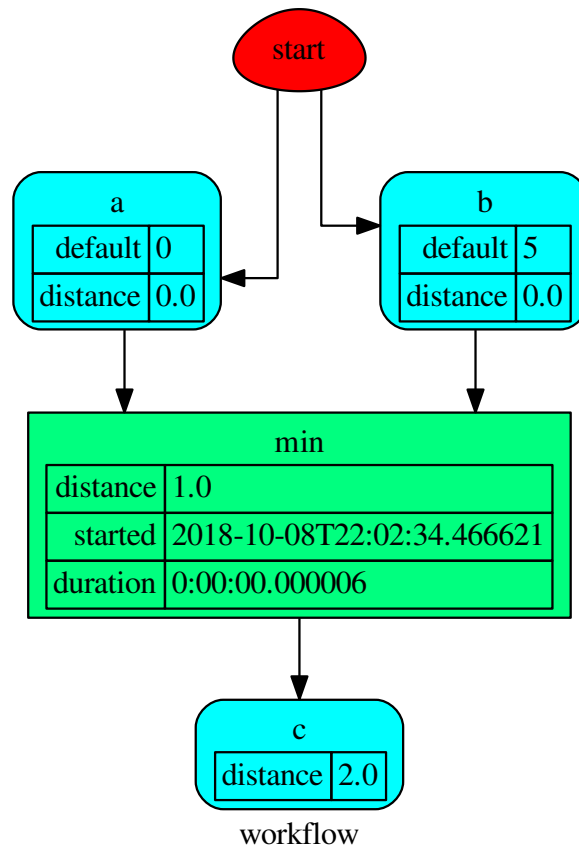 start
a
default 0
distance 0.0
b
default 5
distance 0.0
min
distance 1.0
started 2018-10-08T22:02:34.466621
duration 0:00:00.000006
c
distance 2.0
workflow